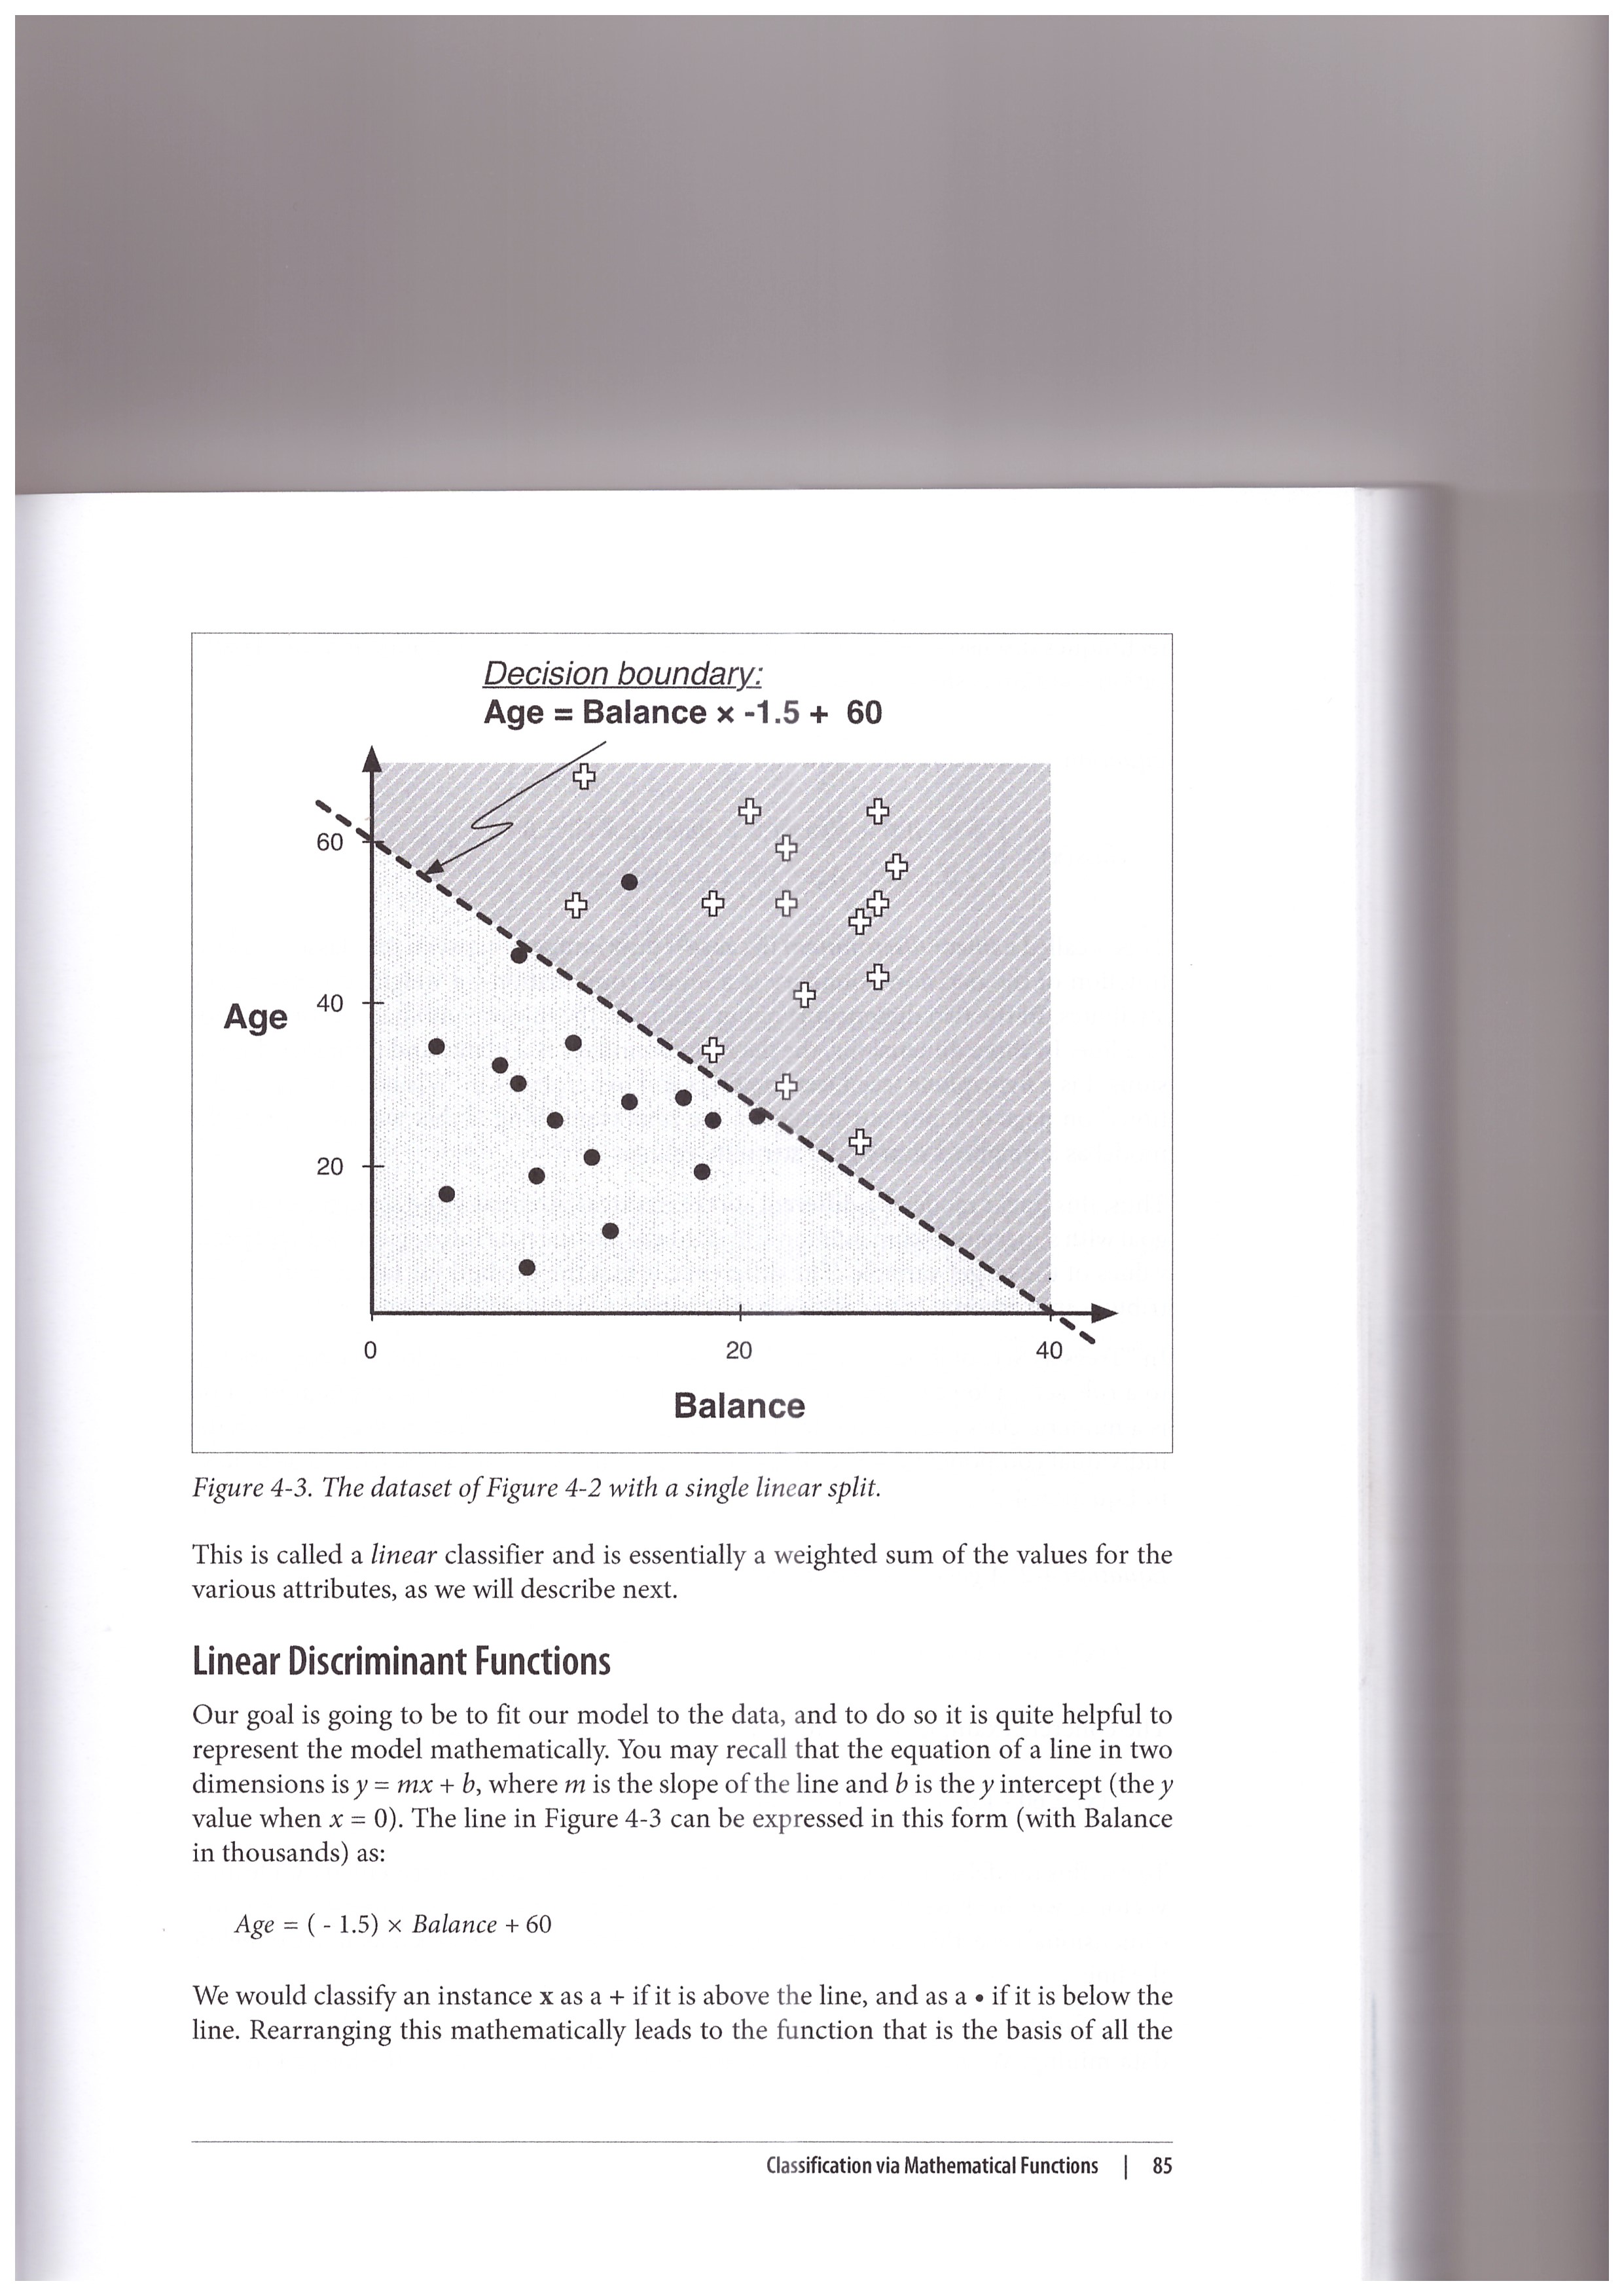 Decision boundary:
Age = Balance × -1.5 + 60
60
40
Age
20
0 20 40
Balance
Figure 4-3. The dataset of Figure 4-2 with a single linear split.
This is called a linear classifier and is essentially a weighted sum of the values for the
various attributes, as we will describe next.
Linear Discriminant Functions
Our goal is going to be to fit our model to the data, and to do so it is quite helpful to
represent the model mathematically. You may recall that the equation of a line in two
dimensions is y = mx + b, where m is the slope of the line and b is the y intercept (the y
value when x = 0). The line in Figure 4-3 can be expressed in this form (with Balance
in thousands) as:
Age = ( - 1.5) × Balance + 60
We would classify an instance x as a + if it is above the line, and as a • if it is below the
line. Rearranging this mathematically leads to the function that is the basis of all the
Classification via Mathematical Functions | 85